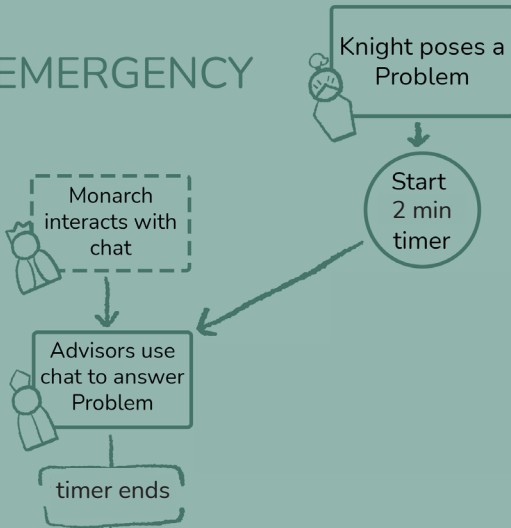 EMERGENCY
Knight poses a
Problem
Start
2 min
timer
Monarch
interacts with
chat
Advisors use
chat to answer
Problem
timer ends